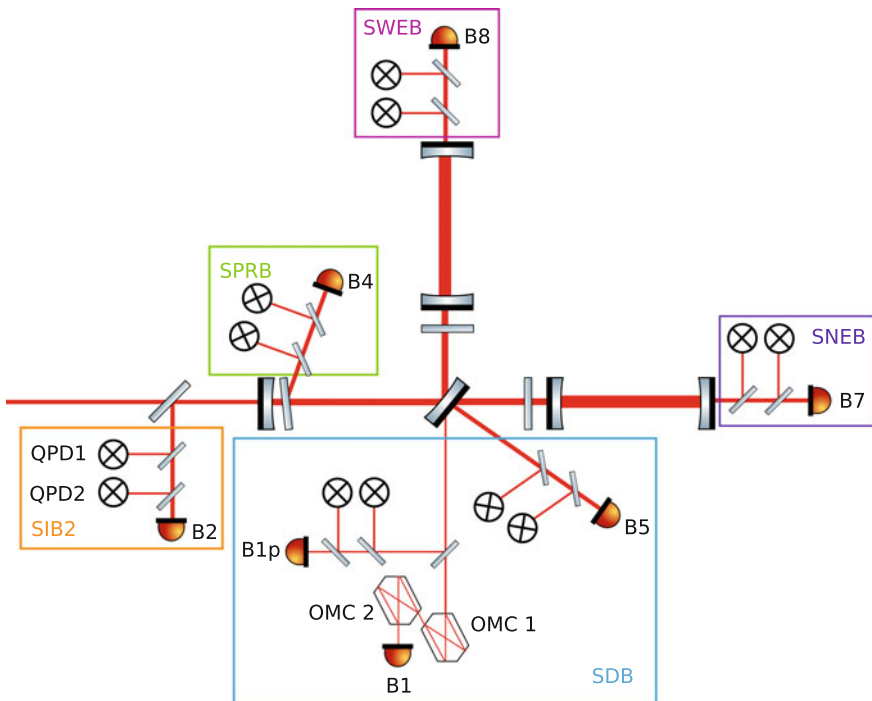 SWEB
B8
SPRB
B4
SNEB
B7
QPD1
QPD2
SIB2
B2
B5
B1p
OMC 2
OMC 1
B1
SDB